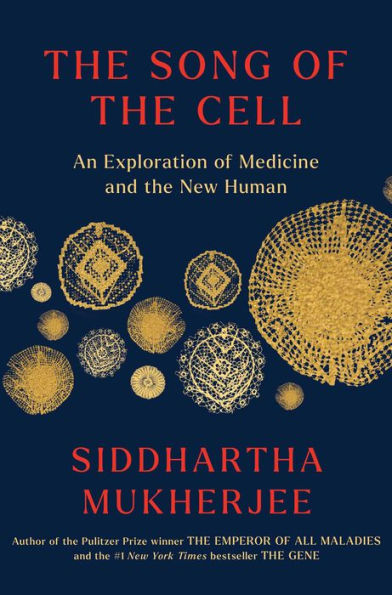 THE SONG OF
THE CELL
An Exploration of Medicine
and the New Human
SIDDHARTHA
MUKHERJEE
Author of the Pulitzer Prize winner THE EMPEROR OF ALL MALADIES
and the #1 New York Times bestseller THE GENE